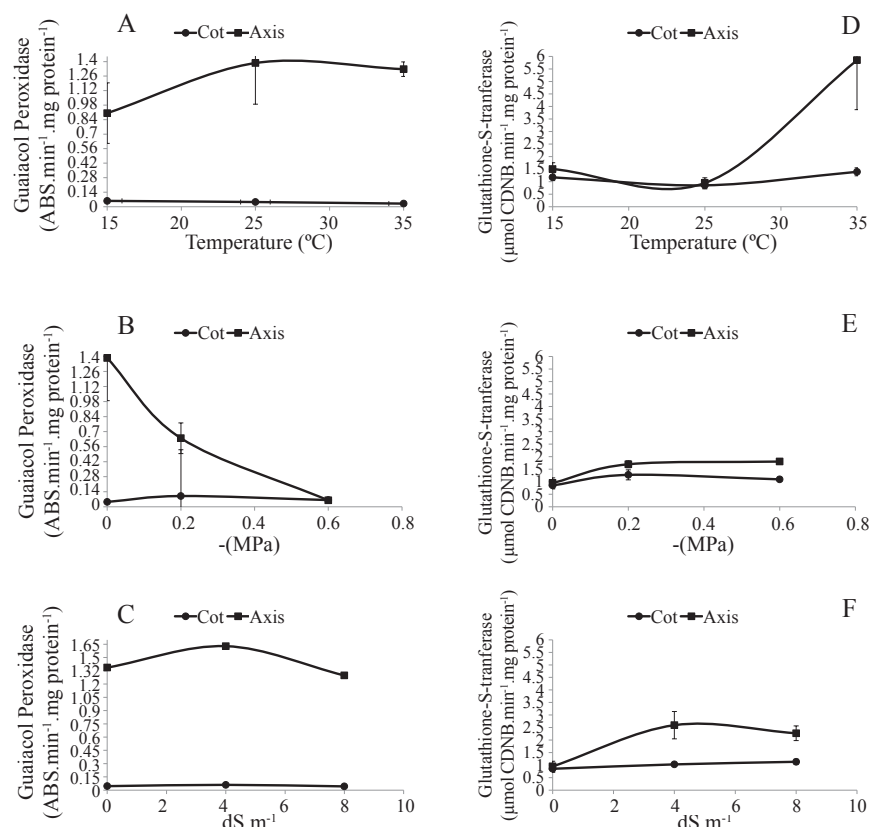 A
Cot Axis
Guaiacol Peroxidase
(ABS.min⁻¹.mg protein⁻¹)
1.4
1.26
1.12
0.98
0.84
0.7
0.56
0.42
0.28
0.14
0
15 20 25 30 35
Temperature (ºC)
D
Cot Axis
Glutathione-S-tranferase
(µmol CDNB.min⁻¹.mg protein⁻¹)
6
5.5
5
4.5
4
3.5
3
2.5
2
1.5
1
0.5
0
15 20 25 30 35
Temperature (ºC)
B
Cot Axis
Guaiacol Peroxidase
(ABS.min⁻¹.mg protein⁻¹)
1.4
1.26
1.12
0.98
0.84
0.7
0.56
0.42
0.28
0.14
0
0 0.2 0.4 0.6 0.8
-(MPa)
E
Cot Axis
Glutathione-S-tranferase
(µmol CDNB.min⁻¹.mg protein⁻¹)
6
5.5
5
4.5
4
3.5
3
2.5
2
1.5
1
0.5
0
0 0.2 0.4 0.6 0.8
-(MPa)
C
Cot Axis
Guaiacol Peroxidase
(ABS.min⁻¹.mg protein⁻¹)
1.65
1.5
1.35
1.2
1.05
0.9
0.75
0.6
0.45
0.3
0.15
0
0 2 4 6 8 10
dS m⁻¹
F
Cot Axis
Glutathione-S-tranferase
(µmol CDNB.min⁻¹.mg protein⁻¹)
6
5.5
5
4.5
4
3.5
3
2.5
2
1.5
1
0.5
0
0 2 4 6 8 10
dS m⁻¹